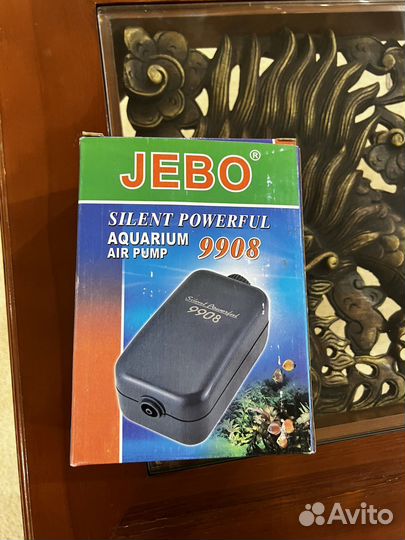 JEBO®
SILENT POWERFUL
AQUARIUM
AIR PUMP 9908
Silent Powerful
9908
Avito